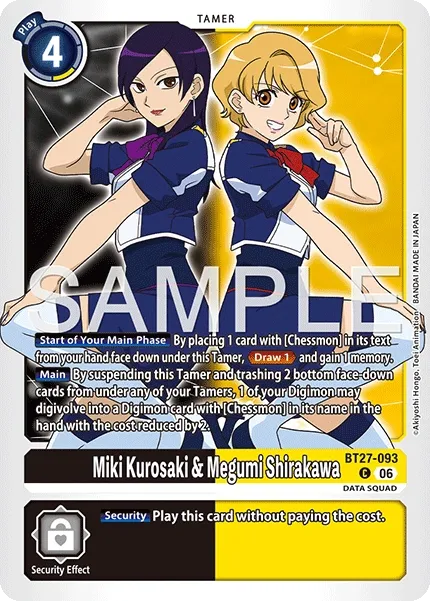 TAMER
Play
4
SAMPLE
Start of Your Main Phase By placing 1 card with [Chessmon] in its text
from your hand face down under this Tamer, Draw 1 and gain 1 memory.
Main By suspending this Tamer and trashing 2 bottom face-down
cards from under any of your Tamers, 1 of your Digimon may
digivolve into a Digimon card with [Chessmon] in its name in the
hand with the cost reduced by 2.
©Akiyoshi Hongo, Toei Animation・BANDAI MADE IN JAPAN
Miki Kurosaki & Megumi Shirakawa
BT27-093
C 06
DATA SQUAD
Security Play this card without paying the cost.
Security Effect